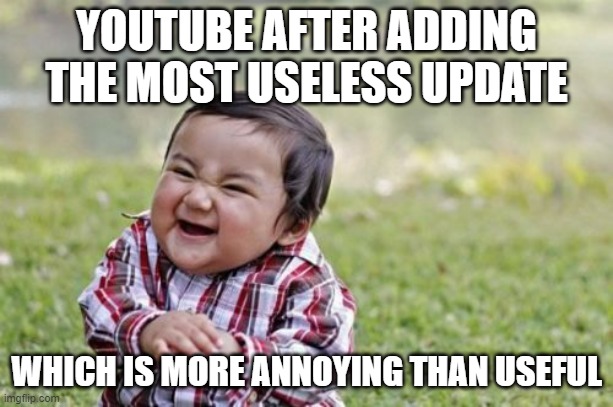 YOUTUBE AFTER ADDING
THE MOST USELESS UPDATE
WHICH IS MORE ANNOYING THAN USEFUL
imgflip.com